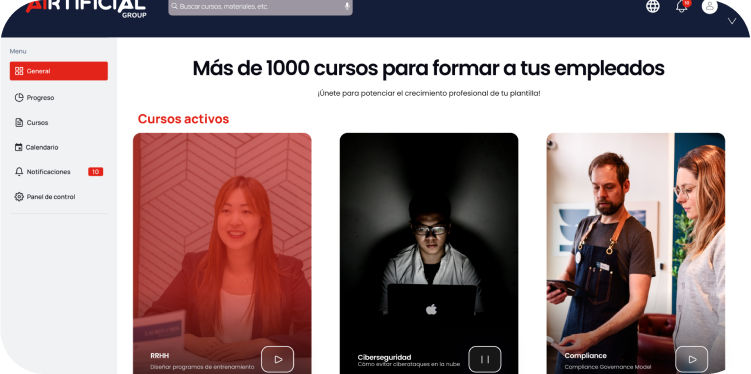 AIRTIFICIAL
GROUP
Buscar cursos, materiales, etc.
10
Menu
General
Progreso
Cursos
Calendario
Notificaciones 10
Panel de control
Más de 1000 cursos para formar a tus empleados
¡Únete para potenciar el crecimiento profesional de tu plantilla!
Cursos activos
RRHH
Diseñar programas de entrenamiento
Ciberseguridad
Cómo evitar ciberataques en la nube
Compliance
Compliance Governance Model